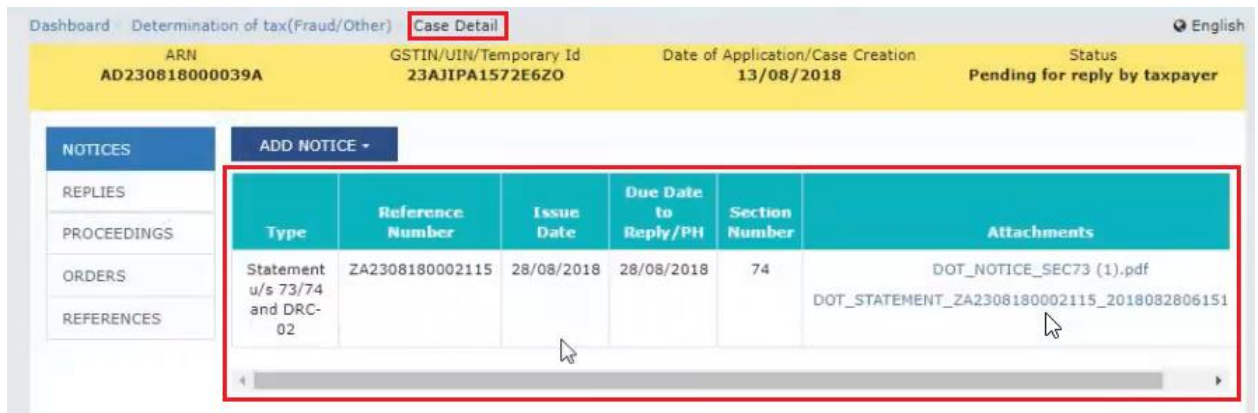 Dashboard Determination of tax(Fraud/Other) Case Detail English
ARN GSTIN/UIN/Temporary Id Date of Application/Case Creation Status
AD230818000039A 23AJIPA1572E6ZO 13/08/2018 Pending for reply by taxpayer
NOTICES
REPLIES
PROCEEDINGS
ORDERS
REFERENCES
ADD NOTICE
Type Reference Number Issue Date Due Date to Reply/PH Section Number Attachments
Statement u/s 73/74 and DRC-02 ZA2308180002115 28/08/2018 28/08/2018 74 DOT_NOTICE_SEC73 (1).pdf
DOT_STATEMENT_ZA2308180002115_2018082806151